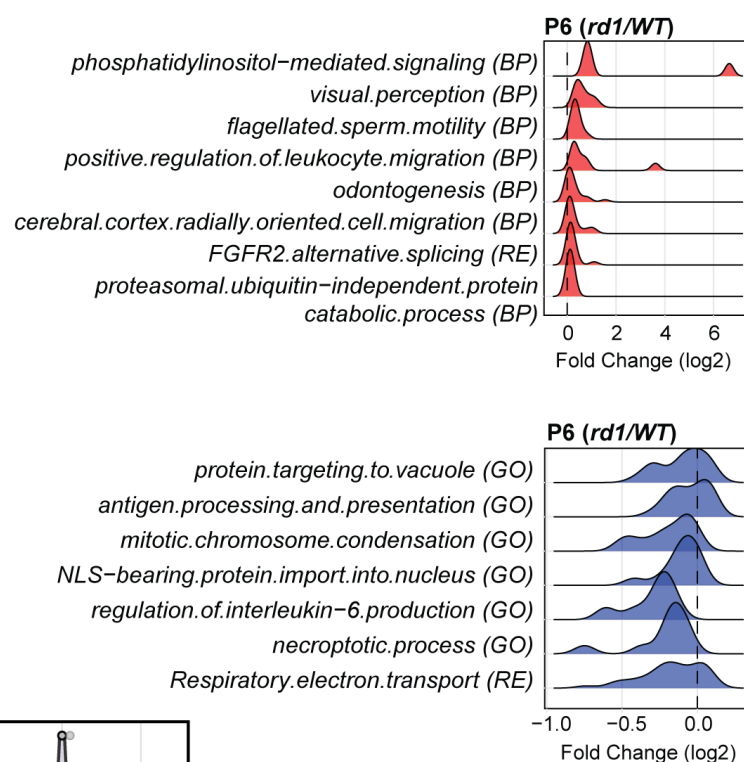 P6 (rd1/WT)
phosphatidylinositol−mediated.signaling (BP)
visual.perception (BP)
flagellated.sperm.motility (BP)
positive.regulation.of.leukocyte.migration (BP)
odontogenesis (BP)
cerebral.cortex.radially.oriented.cell.migration (BP)
FGFR2.alternative.splicing (RE)
proteasomal.ubiquitin−independent.protein
catabolic.process (BP)
0 2 4 6
Fold Change (log2)
P6 (rd1/WT)
protein.targeting.to.vacuole (GO)
antigen.processing.and.presentation (GO)
mitotic.chromosome.condensation (GO)
NLS−bearing.protein.import.into.nucleus (GO)
regulation.of.interleukin−6.production (GO)
necroptotic.process (GO)
Respiratory.electron.transport (RE)
−1.0 −0.5 0.0
Fold Change (log2)